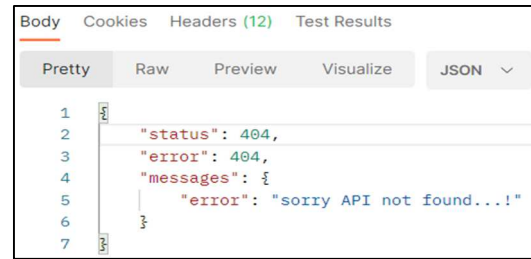 Body Cookies Headers (12) Test Results
Pretty Raw Preview Visualize JSON
1 {
2 "status": 404,
3 "error": 404,
4 "messages": {
5 "error": "sorry API not found...!"
6 }
7 }